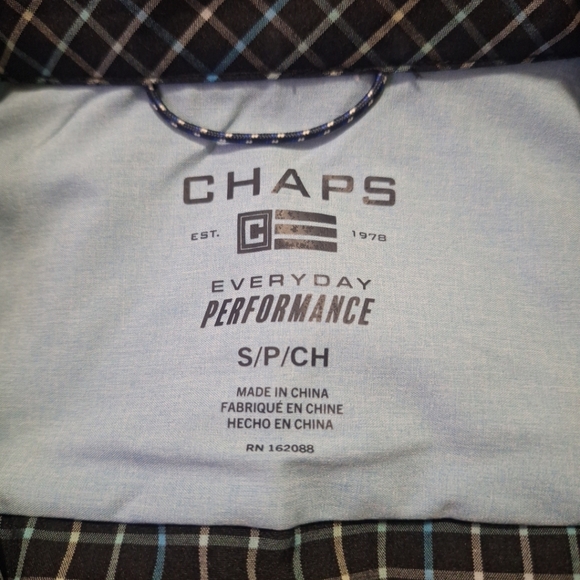 CHAPS
EST. C 1978
EVERYDAY
PERFORMANCE
S/P/CH
MADE IN CHINA
FABRIQUÉ EN CHINE
HECHO EN CHINA
RN 162088